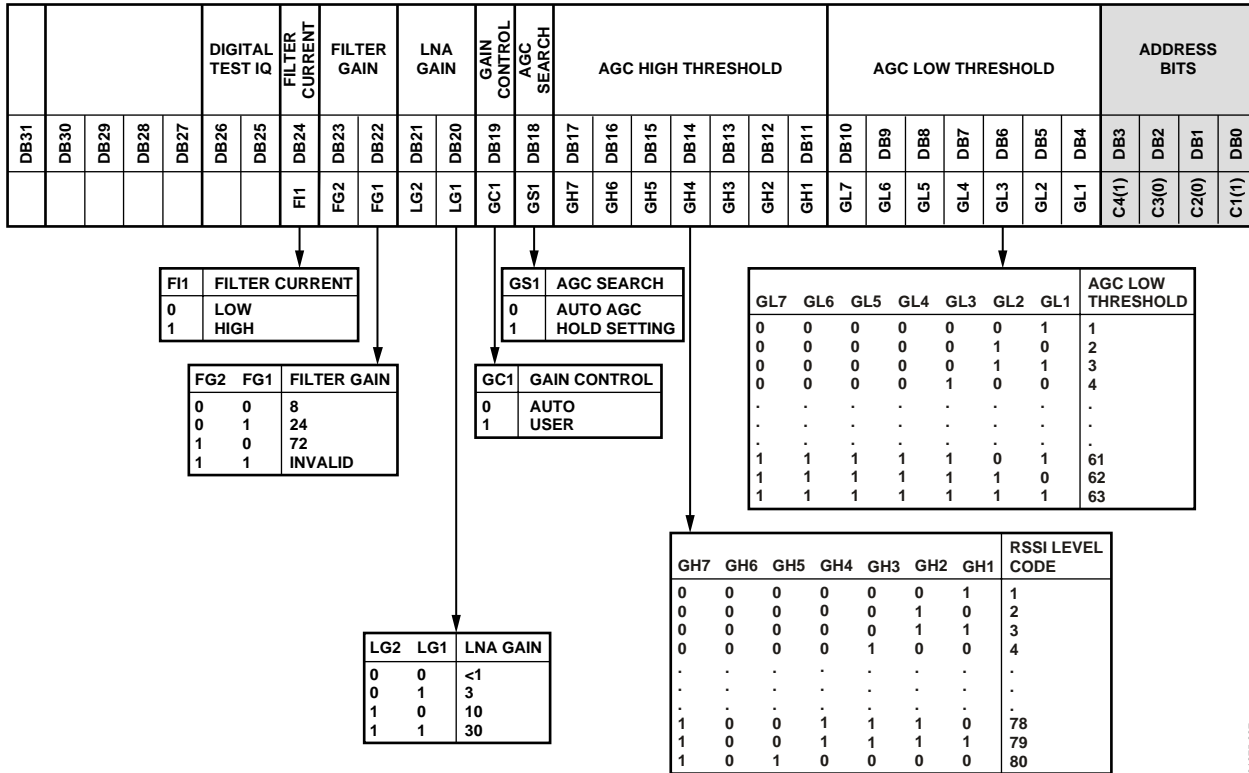 DIGITAL TEST IQ
FILTER CURRENT
FILTER GAIN
LNA GAIN
GAIN CONTROL
AGC SEARCH
AGC HIGH THRESHOLD
AGC LOW THRESHOLD
ADDRESS BITS
DB31 DB30 DB29 DB28 DB27 DB26 DB25 DB24 DB23 DB22 DB21 DB20 DB19 DB18 DB17 DB16 DB15 DB14 DB13 DB12 DB11 DB10 DB9 DB8 DB7 DB6 DB5 DB4 DB3 DB2 DB1 DB0
FI1 FG2 FG1 LG2 LG1 GC1 GS1 GH7 GH6 GH5 GH4 GH3 GH2 GH1 GL7 GL6 GL5 GL4 GL3 GL2 GL1 C4(1) C3(0) C2(0) C1(1)
FI1 FILTER CURRENT
0 LOW
1 HIGH
GS1 AGC SEARCH
0 AUTO AGC
1 HOLD SETTING
FG2 FG1 FILTER GAIN
0 0 8
0 1 24
1 0 72
1 1 INVALID
GC1 GAIN CONTROL
0 AUTO
1 USER
GL7 GL6 GL5 GL4 GL3 GL2 GL1 AGC LOW THRESHOLD
0 0 0 0 0 0 1 1
0 0 0 0 0 1 0 2
0 0 0 0 0 1 1 3
0 0 0 0 1 0 0 4
. . . . . . . .
. . . . . . . .
. . . . . . . .
1 1 1 1 1 0 1 61
1 1 1 1 1 1 0 62
1 1 1 1 1 1 1 63
GH7 GH6 GH5 GH4 GH3 GH2 GH1 RSSI LEVEL CODE
0 0 0 0 0 0 1 1
0 0 0 0 0 1 0 2
0 0 0 0 0 1 1 3
0 0 0 0 1 0 0 4
. . . . . . . .
. . . . . . . .
. . . . . . . .
1 0 0 1 1 1 0 78
1 0 0 1 1 1 1 79
1 0 1 0 0 0 0 80
LG2 LG1 LNA GAIN
0 0 <1
0 1 3
1 0 10
1 1 30